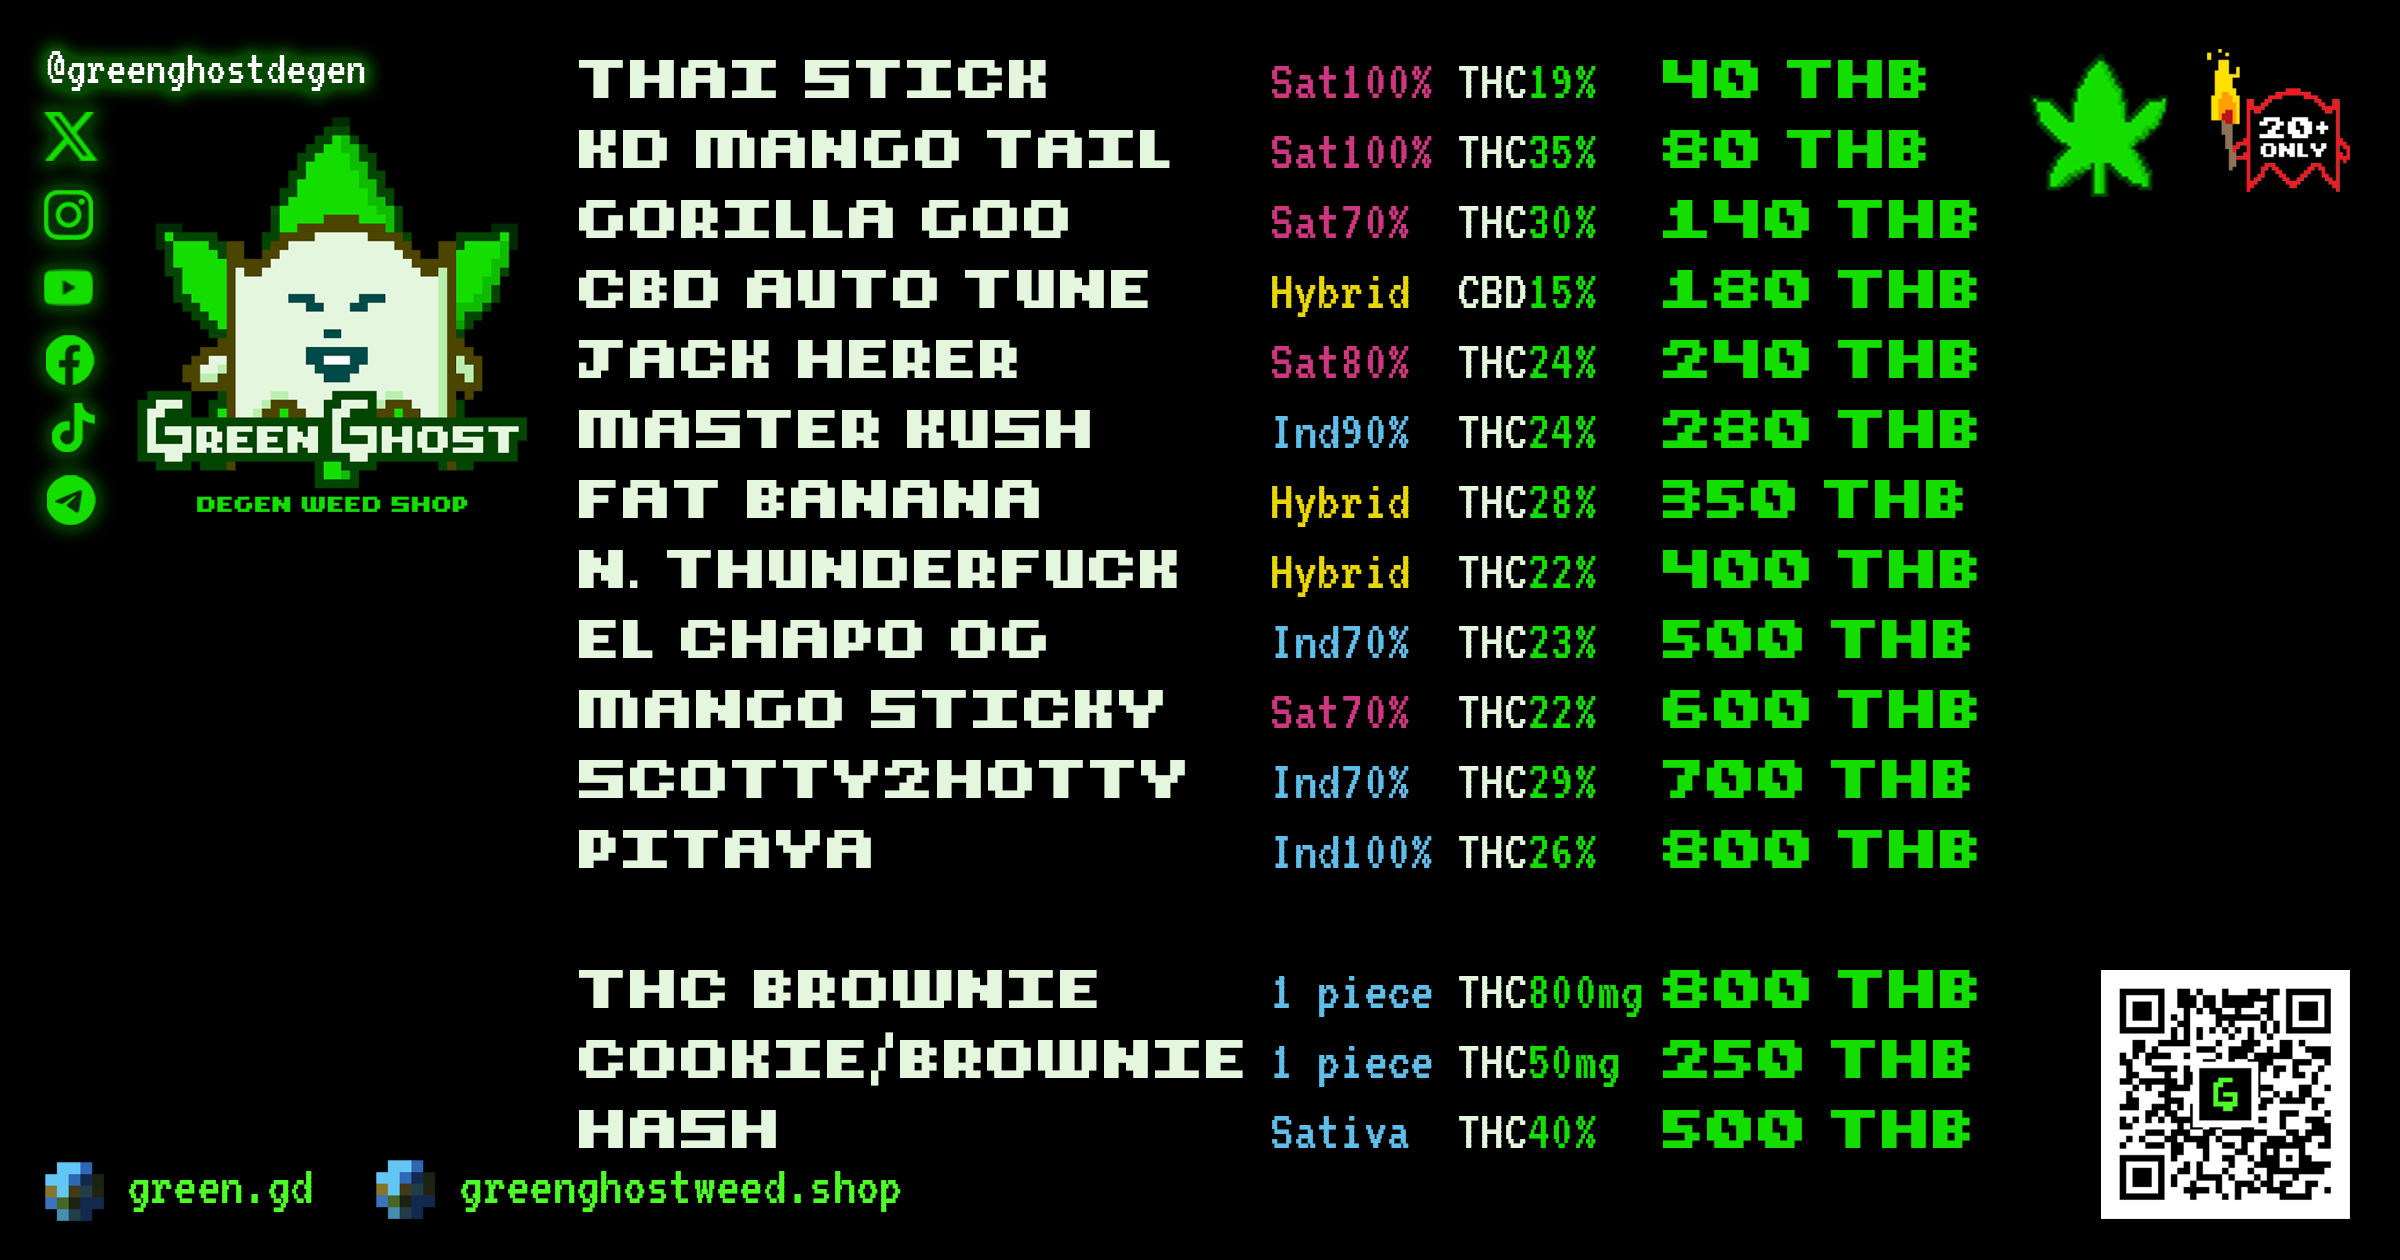 @greenghostdegen
GREEN GHOST
DEGEN WEED SHOP
THAI STICK Sat100% THC19% 40 THB
KD MANGO TAIL Sat100% THC35% 80 THB
GORILLA GOO Sat70% THC30% 140 THB
CBD AUTO TUNE Hybrid CBD15% 180 THB
JACK HERER Sat80% THC24% 240 THB
MASTER KUSH Ind90% THC24% 280 THB
FAT BANANA Hybrid THC28% 350 THB
N. THUNDERFUCK Hybrid THC22% 400 THB
EL CHAPO OG Ind70% THC23% 500 THB
MANGO STICKY Sat70% THC22% 600 THB
SCOTTY2HOTTY Ind70% THC29% 700 THB
PITAYA Ind100% THC26% 800 THB
THC BROWNIE 1 piece THC800mg 800 THB
COOKIE/BROWNIE 1 piece THC50mg 250 THB
HASH Sativa THC40% 500 THB
20+
ONLY
G
green.gd
greenghostweed.shop